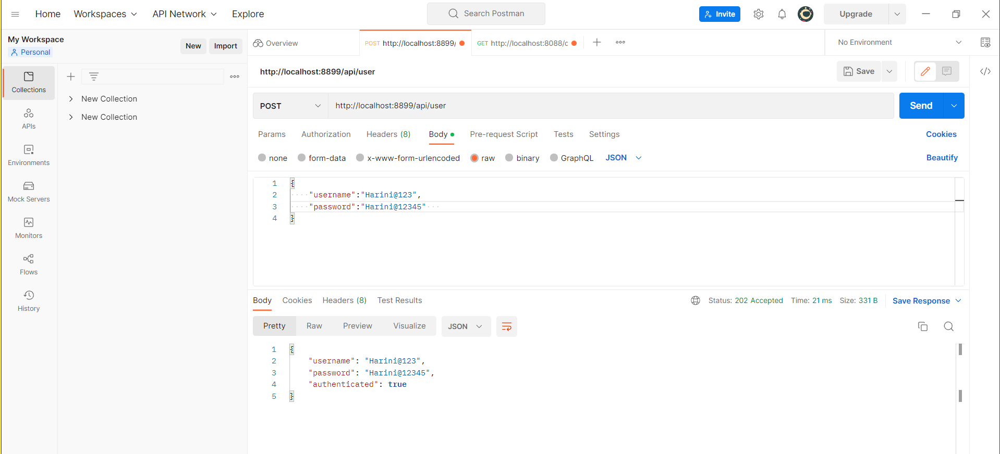 Home Workspaces API Network Explore Search Postman Invite Upgrade
My Workspace
Personal
New Import
Overview POST http://localhost:8899/ GET http://localhost:8088/c No Environment
http://localhost:8899/api/user Save
Collections
New Collection
New Collection
APIs
Environments
Mock Servers
Monitors
Flows
History
POST http://localhost:8899/api/user Send
Params Authorization Headers (8) Body Pre-request Script Tests Settings Cookies
none form-data x-www-form-urlencoded raw binary GraphQL JSON Beautify
1 {
2 "username":"Harini@123",
3 "password":"Harini@12345"
4 }
Body Cookies Headers (8) Test Results Status: 202 Accepted Time: 21 ms Size: 331 B Save Response
Pretty Raw Preview Visualize JSON
1 {
2 "username": "Harini@123",
3 "password": "Harini@12345",
4 "authenticated": true
5 }